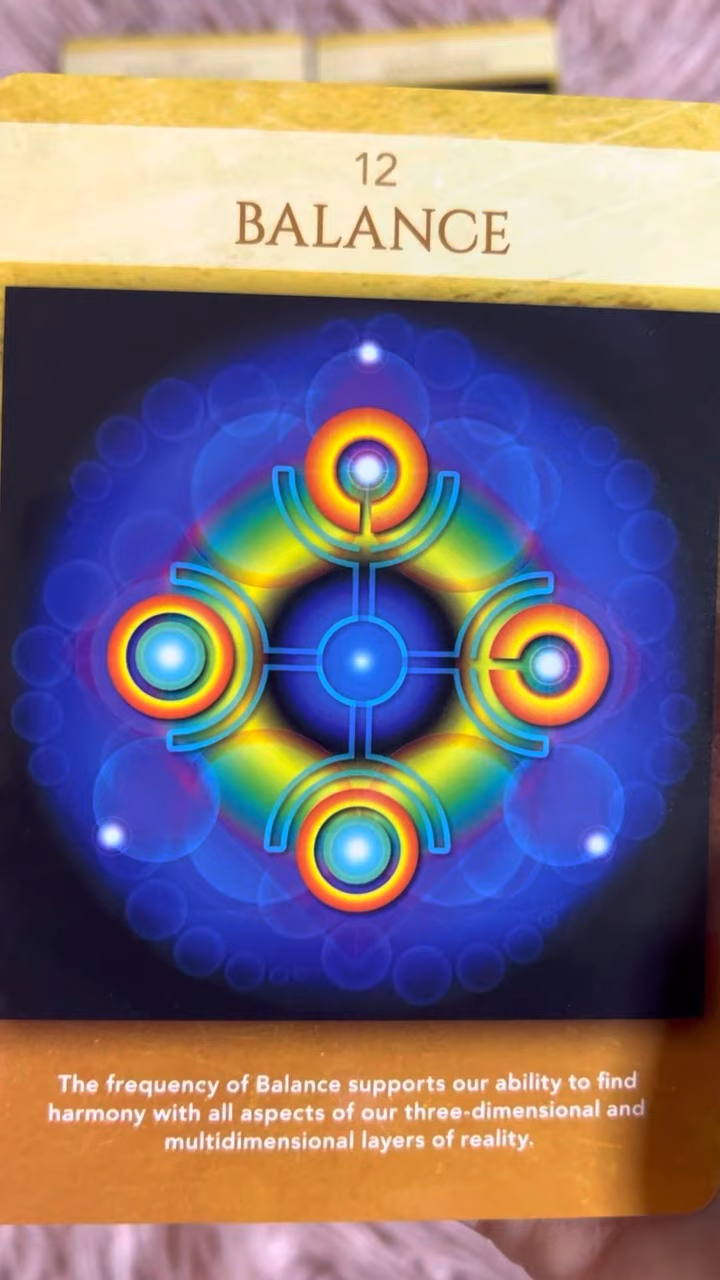 12
BALANCE
The frequency of Balance supports our ability to find
harmony with all aspects of our three-dimensional and
multidimensional layers of reality.